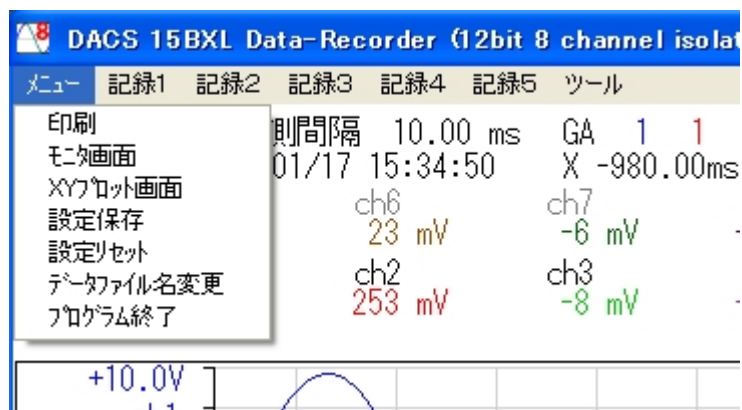 DACS 15BXL Data-Recorder (12bit 8 channel isolat
ﾒﾆｭｰ 記録1 記録2 記録3 記録4 記録5 ツール
印刷
ﾓﾆﾀ画面
XYﾌﾟﾛｯﾄ画面
設定保存
設定ﾘｾｯﾄ
ﾃﾞｰﾀﾌｧｲﾙ名変更
ﾌﾟﾛｸﾞﾗﾑ終了
測間隔 10.00 ms GA 1 1
01/17 15:34:50 X -980.00ms
ch6 ch7
23 mV -6 mV
ch2 ch3
253 mV -8 mV
+10.0V